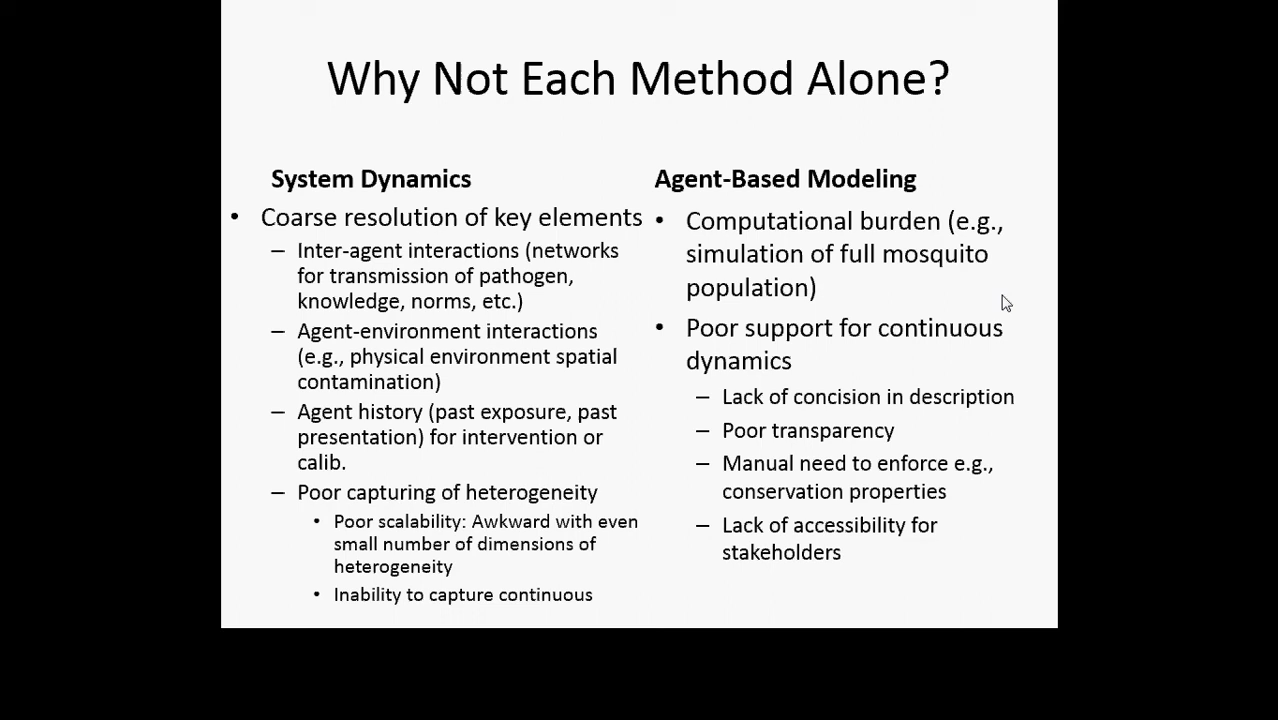 Why Not Each Method Alone?
System Dynamics
• Coarse resolution of key elements
– Inter-agent interactions (networks
for transmission of pathogen,
knowledge, norms, etc.)
– Agent-environment interactions
(e.g., physical environment spatial
contamination)
– Agent history (past exposure, past
presentation) for intervention or
calib.
– Poor capturing of heterogeneity
• Poor scalability: Awkward with even
small number of dimensions of
heterogeneity
• Inability to capture continuous
Agent-Based Modeling
• Computational burden (e.g.,
simulation of full mosquito
population)
• Poor support for continuous
dynamics
– Lack of concision in description
– Poor transparency
– Manual need to enforce e.g.,
conservation properties
– Lack of accessibility for
stakeholders